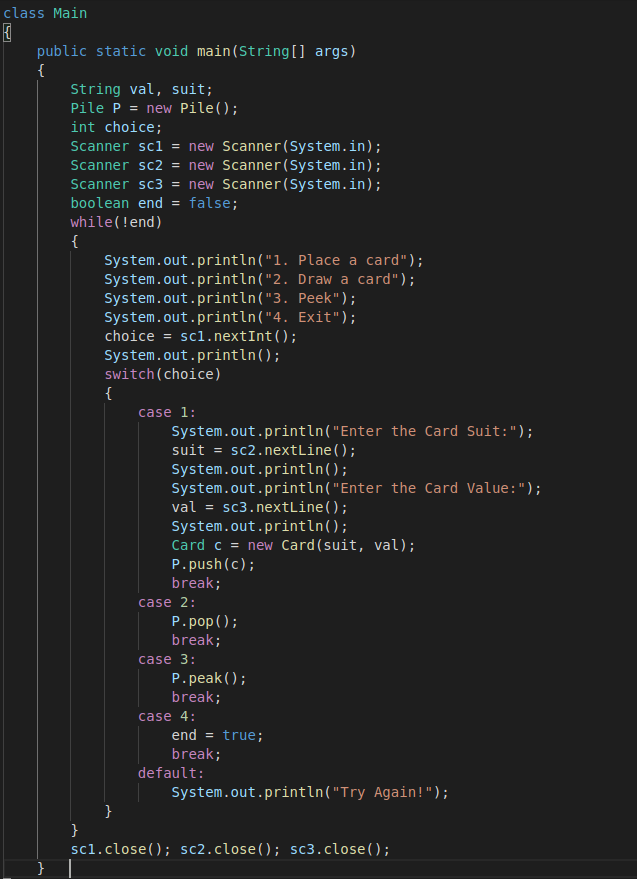 class Main
{
    public static void main(String[] args)
    {
        String val, suit;
        Pile P = new Pile();
        int choice;
        Scanner sc1 = new Scanner(System.in);
        Scanner sc2 = new Scanner(System.in);
        Scanner sc3 = new Scanner(System.in);
        boolean end = false;
        while(!end)
        {
            System.out.println("1. Place a card");
            System.out.println("2. Draw a card");
            System.out.println("3. Peek");
            System.out.println("4. Exit");
            choice = sc1.nextInt();
            System.out.println();
            switch(choice)
            {
                case 1:
                    System.out.println("Enter the Card Suit:");
                    suit = sc2.nextLine();
                    System.out.println();
                    System.out.println("Enter the Card Value:");
                    val = sc3.nextLine();
                    System.out.println();
                    Card c = new Card(suit, val);
                    P.push(c);
                    break;
                case 2:
                    P.pop();
                    break;
                case 3:
                    P.peak();
                    break;
                case 4:
                    end = true;
                    break;
                default:
                    System.out.println("Try Again!");
            }
        }
        sc1.close(); sc2.close(); sc3.close();
    }